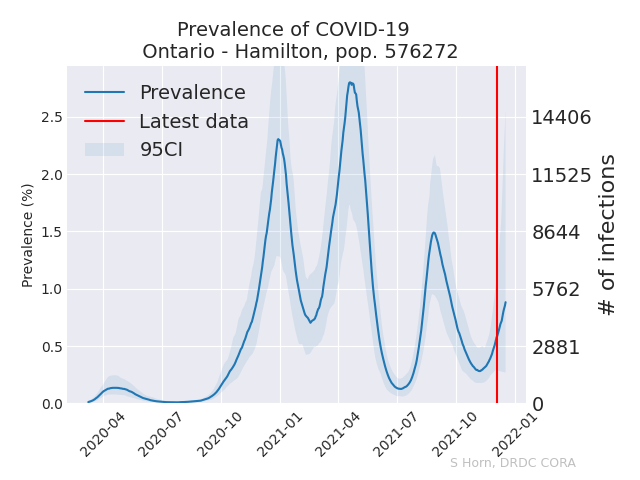 Prevalence of COVID-19
Ontario - Hamilton, pop. 576272
Prevalence
Latest data
95CI
Prevalence (%)
2.5
2.0
1.5
1.0
0.5
0.0
14406
11525
8644
5762
2881
0
# of infections
2020-04
2020-07
2020-10
2021-01
2021-04
2021-07
2021-10
2022-01
S Horn, DRDC CORA